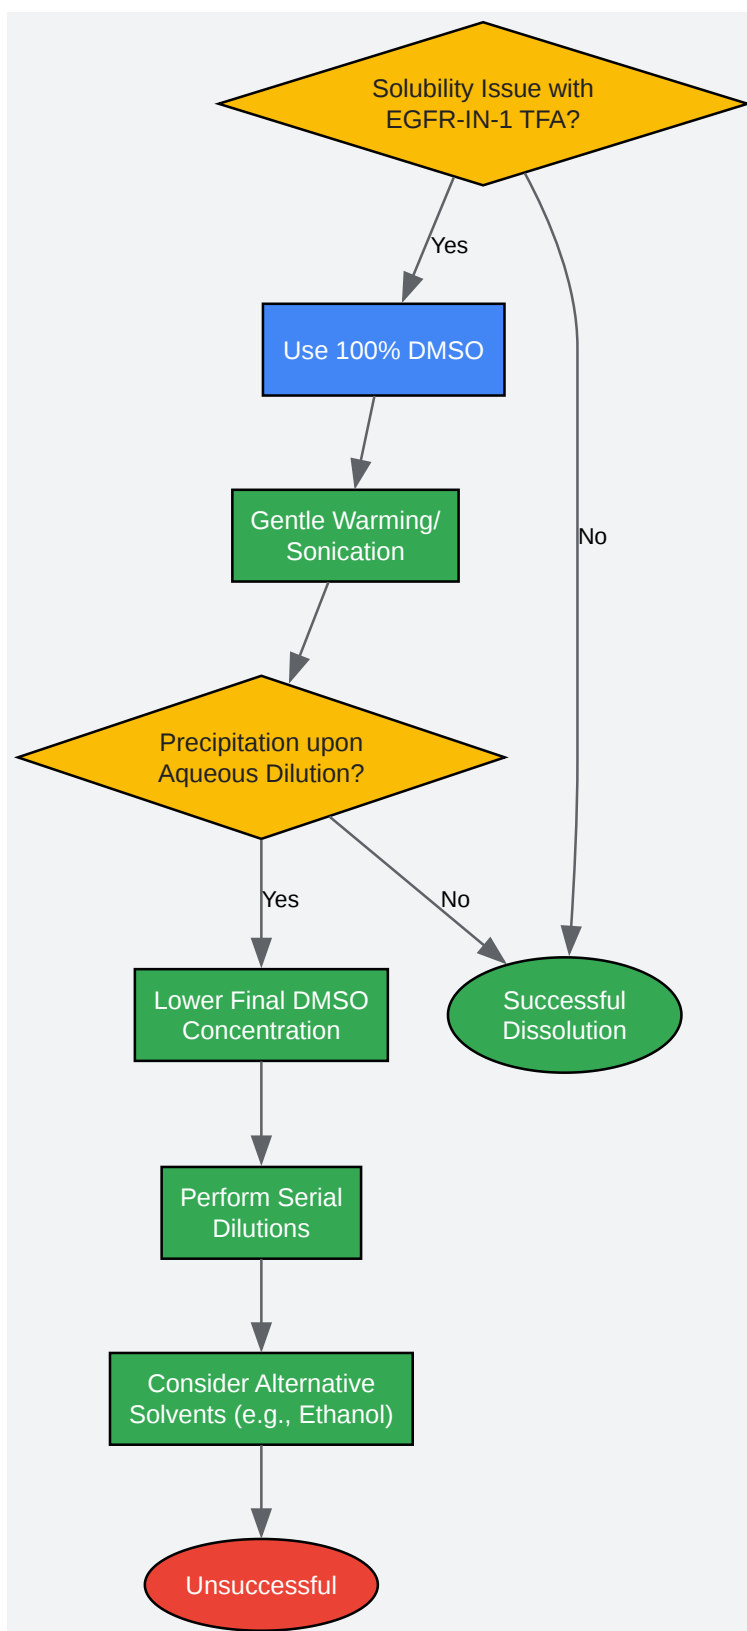 Solubility Issue with
EGFR-IN-1 TFA?
Yes
Use 100% DMSO
Gentle Warming/
Sonication
No
Precipitation upon
Aqueous Dilution?
Yes
No
Lower Final DMSO
Concentration
Successful
Dissolution
Perform Serial
Dilutions
Consider Alternative
Solvents (e.g., Ethanol)
Unsuccessful